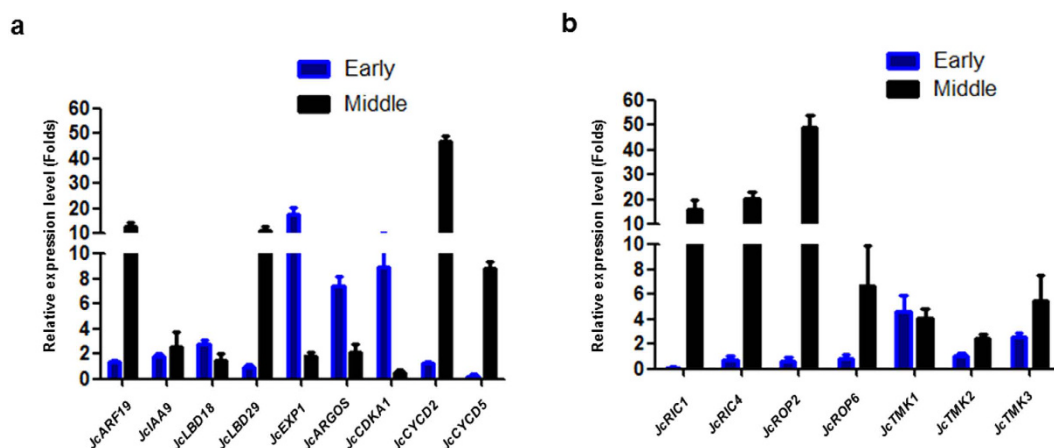 a
Early
Middle
Relative expression level (Folds)
60
50
40
30
20
10
10
8
6
4
2
0
JcARF19
JcIAA9
JcLBD18
JcLBD29
JcEXP1
JcARGOS
JcCDKA1
JcCYCD2
JcCYCD5
b
Early
Middle
Relative expression level (Folds)
60
50
40
30
20
10
10
8
6
4
2
0
JcRIC1
JcRIC4
JcROP2
JcROP6
JcTMK1
JcTMK2
JcTMK3